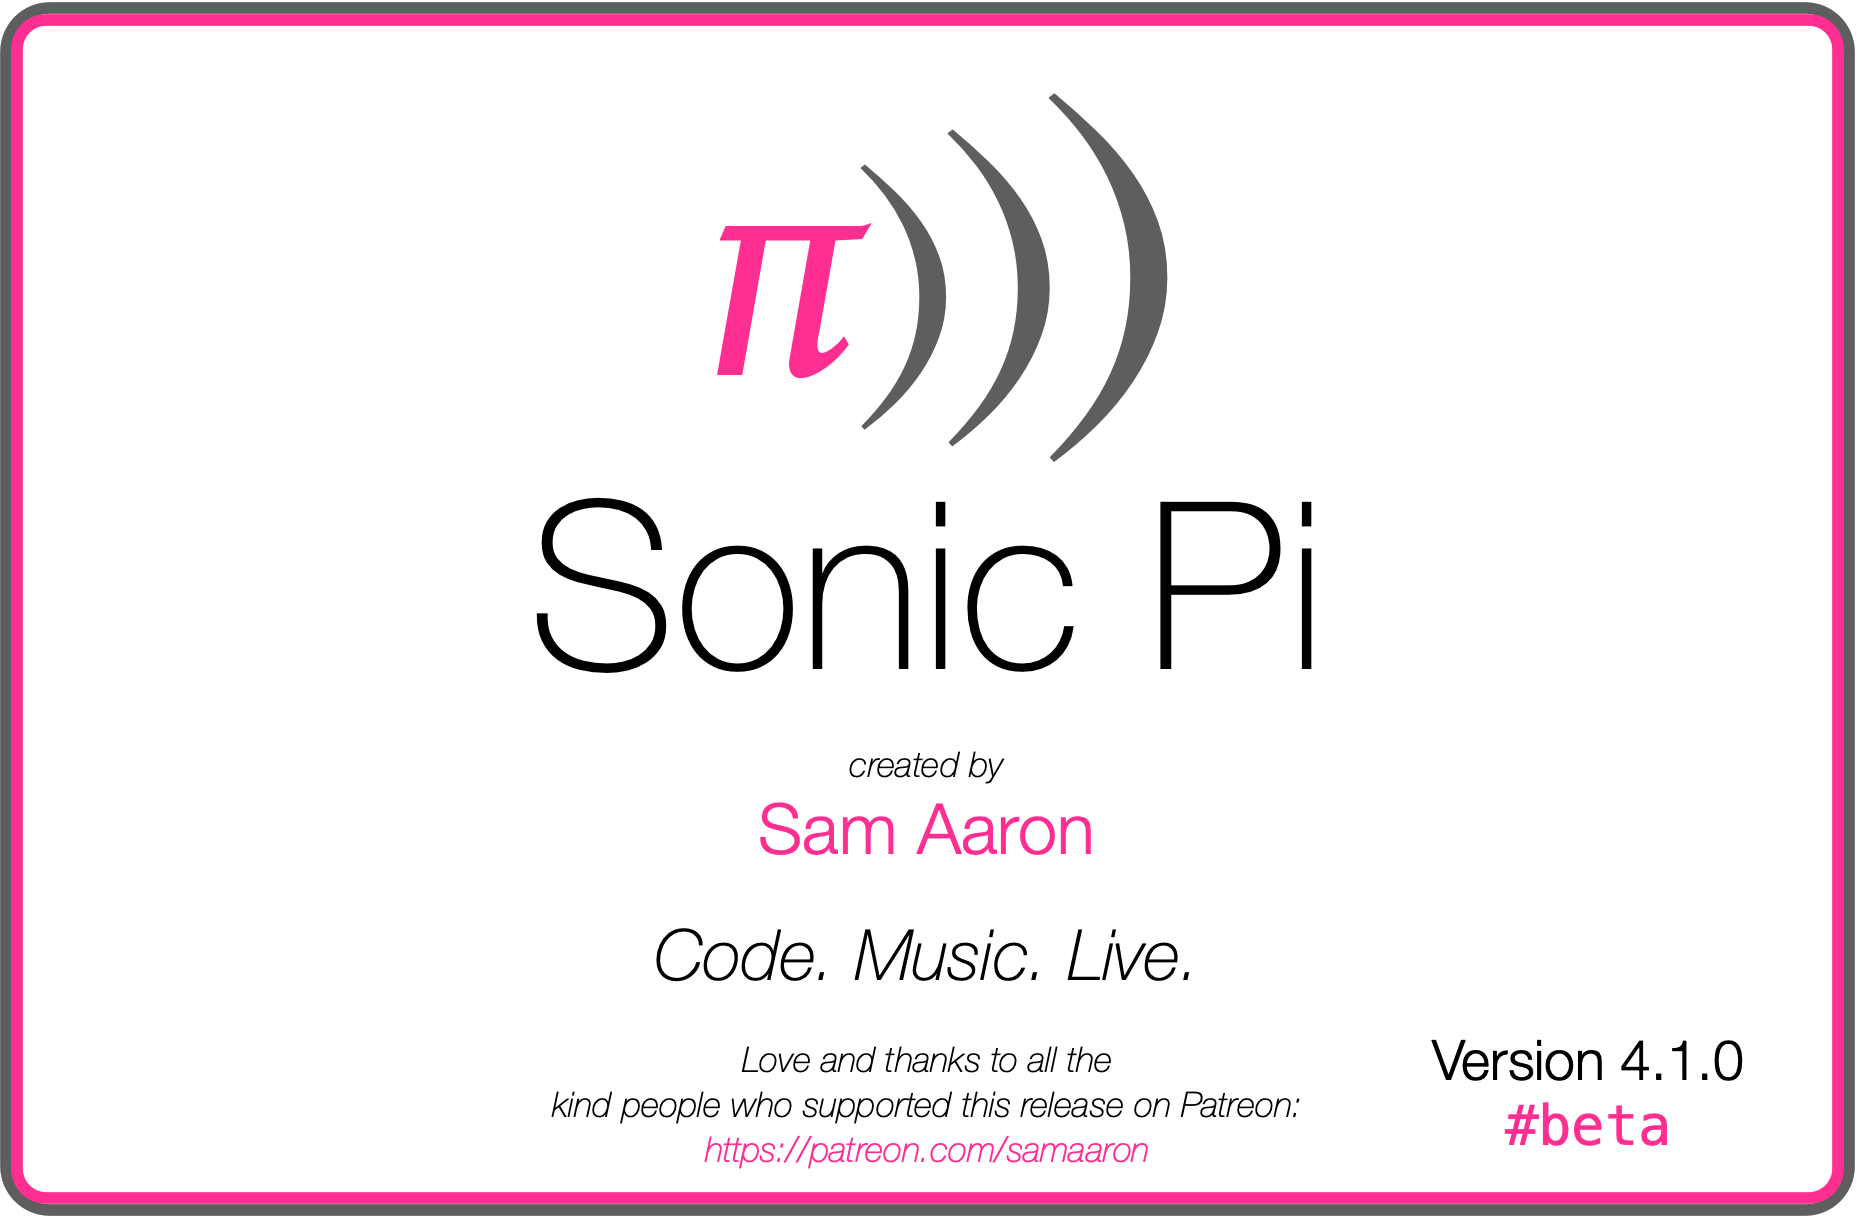 π)))
Sonic Pi
created by
Sam Aaron
Code. Music. Live.
Love and thanks to all the
kind people who supported this release on Patreon:
https://patreon.com/samaaron
Version 4.1.0
#beta